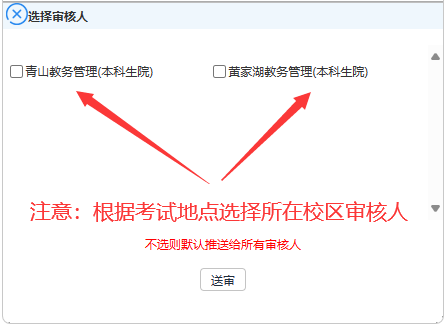 选择审核人
青山教务管理(本科生院) 黄家湖教务管理(本科生院)
注意：根据考试地点选择所在校区审核人
不选则默认推送给所有审核人
送审